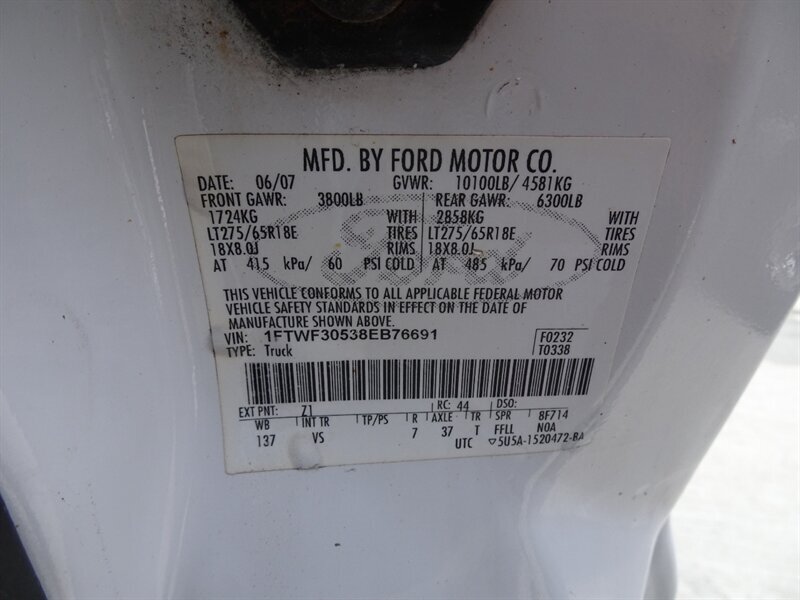 MFD. BY FORD MOTOR CO.
DATE: 06/07 GVWR: 10100LB/ 4581KG
FRONT GAWR: 3800LB REAR GAWR: 6300LB
1724KG WITH 2858KG WITH
LT275/65R18E TIRES LT275/65R18E TIRES
18X8.0J RIMS 18X8.0J RIMS
AT 415 kPa/ 60 PSI COLD AT 485 kPa/ 70 PSI COLD
THIS VEHICLE CONFORMS TO ALL APPLICABLE FEDERAL MOTOR
VEHICLE SAFETY STANDARDS IN EFFECT ON THE DATE OF
MANUFACTURE SHOWN ABOVE.
VIN: 1FTWF30538EB76691 F0232
TYPE: Truck T0338
EXT PNT: Z1 RC: 44 DSO:
WB INT TR TP/PS R AXLE TR SPR 8F714
137 VS 7 37 T FFLL N0A
UTC ▽5U5A-1520472-BA